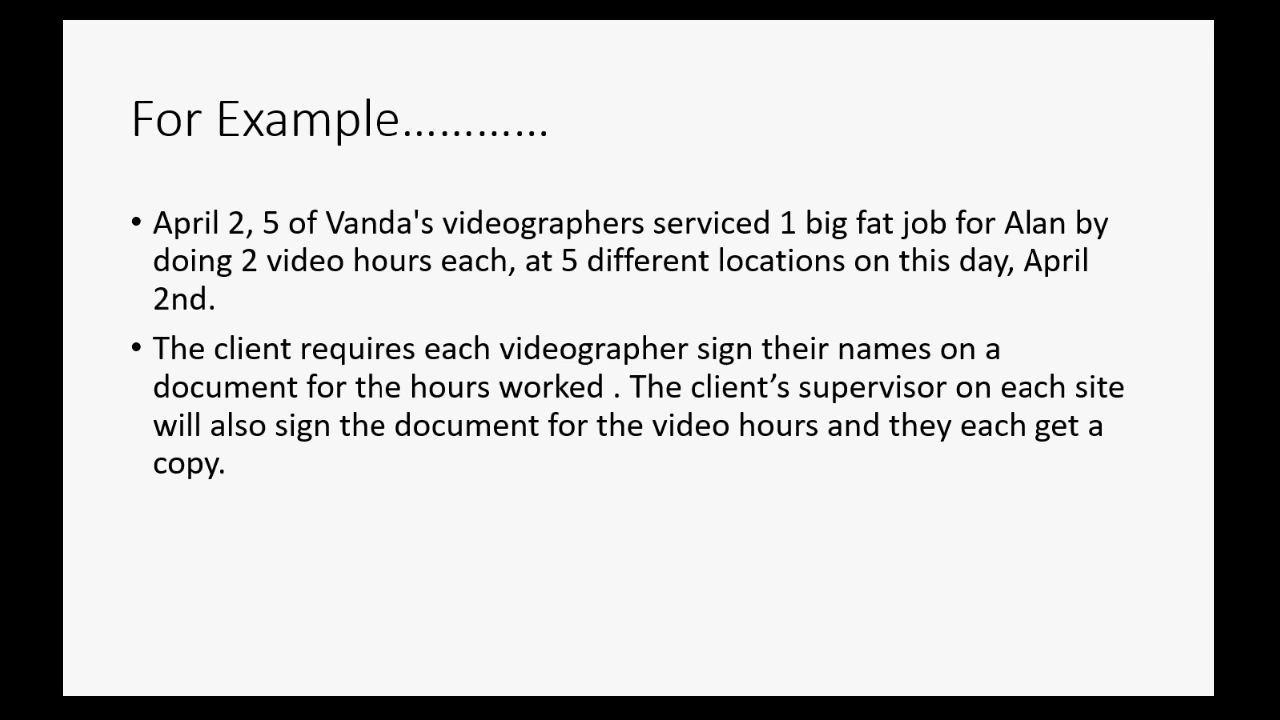 For Example…………
• April 2, 5 of Vanda's videographers serviced 1 big fat job for Alan by
doing 2 video hours each, at 5 different locations on this day, April
2nd.
• The client requires each videographer sign their names on a
document for the hours worked . The client’s supervisor on each site
will also sign the document for the video hours and they each get a
copy.